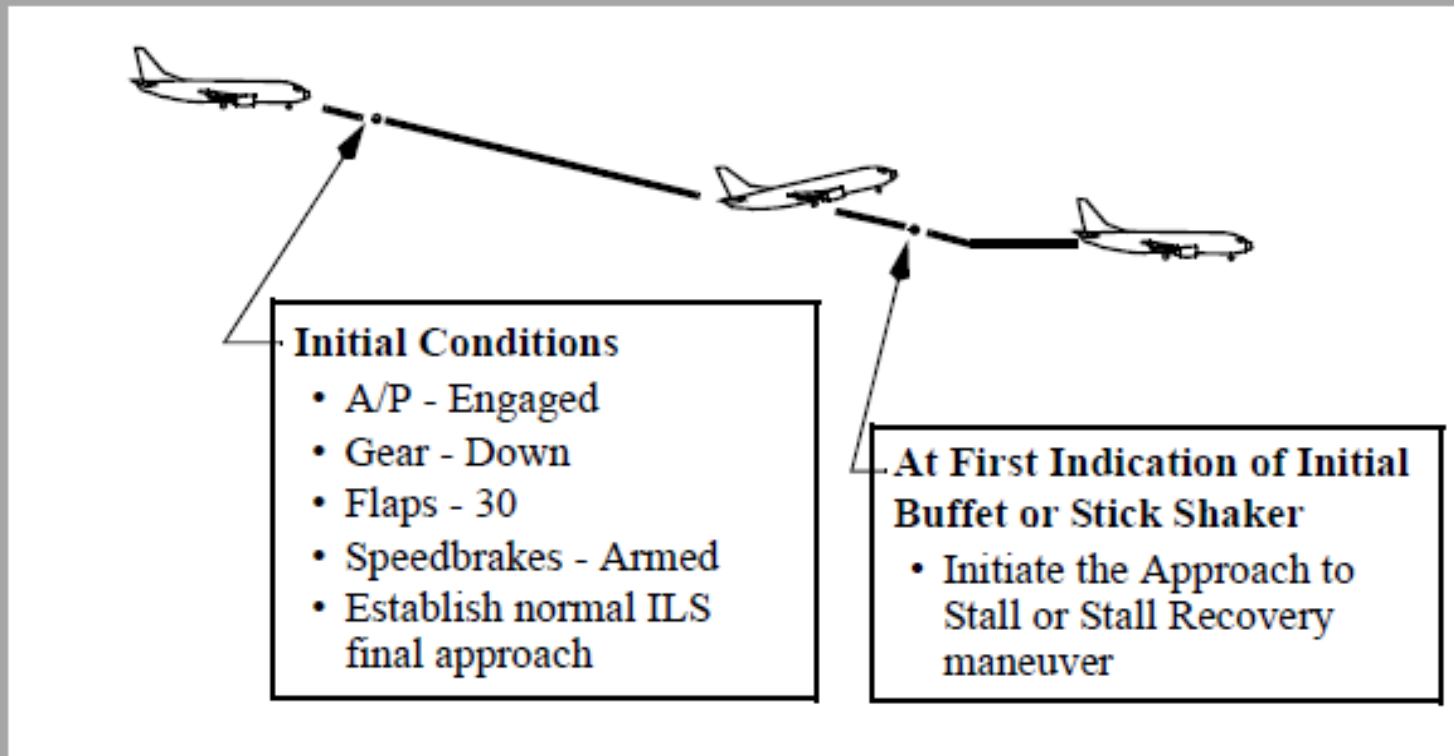 Initial Conditions
• A/P - Engaged
• Gear - Down
• Flaps - 30
• Speedbrakes - Armed
• Establish normal ILS
final approach
At First Indication of Initial
Buffet or Stick Shaker
• Initiate the Approach to
Stall or Stall Recovery
maneuver